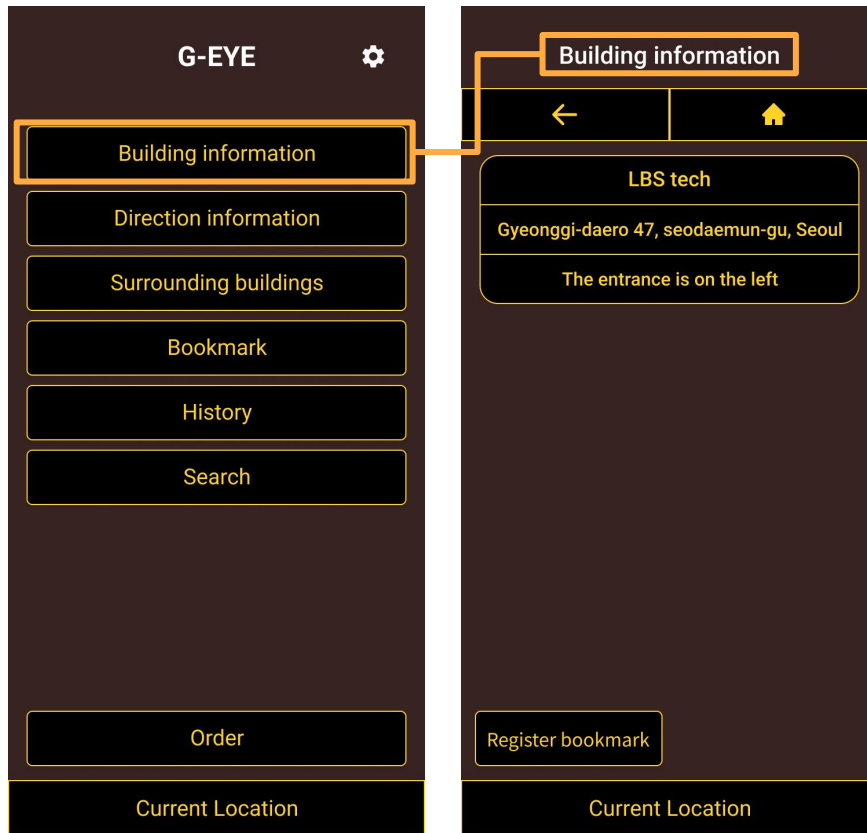 G-EYE
Building information
Direction information
Surrounding buildings
Bookmark
History
Search
Order
Current Location
Building information
LBS tech
Gyeonggi-daero 47, seodaemun-gu, Seoul
The entrance is on the left
Register bookmark
Current Location